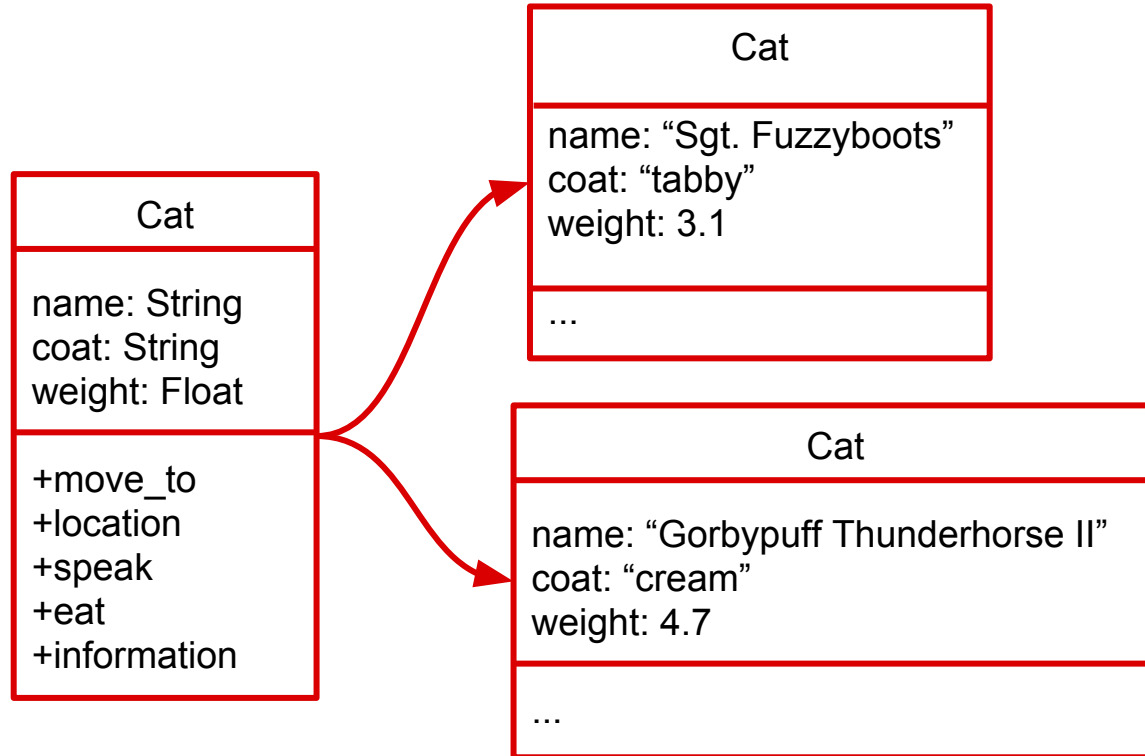 Cat
name: String
coat: String
weight: Float
+move_to
+location
+speak
+eat
+information
Cat
name: “Sgt. Fuzzyboots”
coat: “tabby”
weight: 3.1
...
Cat
name: “Gorbypuff Thunderhorse II”
coat: “cream”
weight: 4.7
...